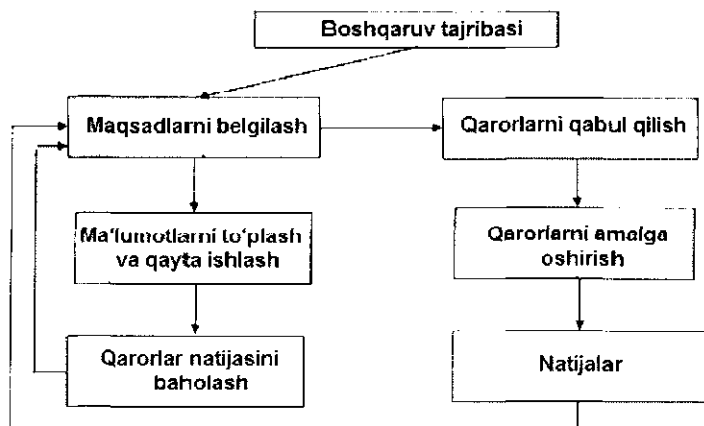 Boshqaruv tajribasi
Maqsadlarni belgilash
Qarorlarni qabul qilish
Ma'lumotlarni to'plash
va qayta ishlash
Qarorlarni amalga
oshirish
Qarorlar natijasini
baholash
Natijalar